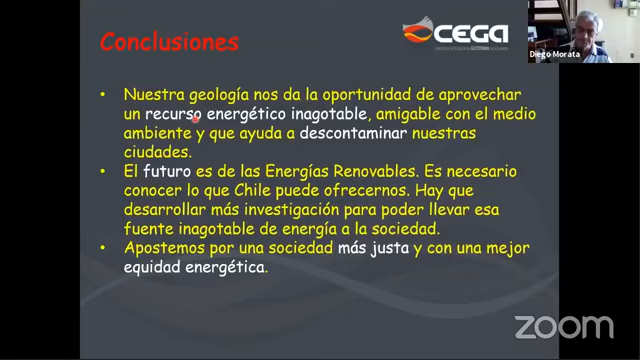 Conclusiones
CEGA
Diego Morata
• Nuestra geología nos da la oportunidad de aprovechar
un recurso energético inagotable, amigable con el medio
ambiente y que ayuda a descontaminar nuestras
ciudades.
• El futuro es de las Energías Renovables. Es necesario
conocer lo que Chile puede ofrecernos. Hay que
desarrollar más investigación para poder llevar esa
fuente inagotable de energía a la sociedad.
• Apostemos por una sociedad más justa y con una mejor
equidad energética.
zoom